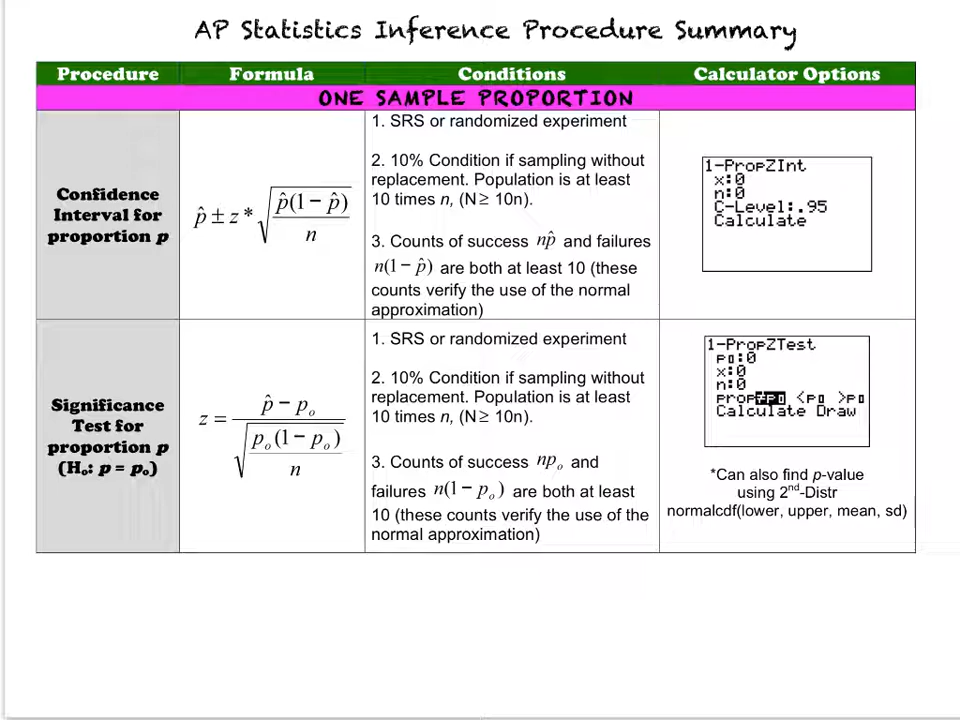 AP Statistics Inference Procedure Summary
Procedure Formula Conditions Calculator Options
ONE SAMPLE PROPORTION
Confidence
Interval for
proportion p
p̂ ± z * √(p̂(1 − p̂) / n)
1. SRS or randomized experiment
2. 10% Condition if sampling without
replacement. Population is at least
10 times n, (N ≥ 10n).
3. Counts of success np̂ and failures
n(1 − p̂) are both at least 10 (these
counts verify the use of the normal
approximation)
1-PropZInt
x:0
n:0
C-Level:.95
Calculate
Significance
Test for
proportion p
(Hₒ: p = pₒ)
z = (p̂ − pₒ) / √(pₒ(1 − pₒ) / n)
1. SRS or randomized experiment
2. 10% Condition if sampling without
replacement. Population is at least
10 times n, (N ≥ 10n).
3. Counts of success npₒ and
failures n(1 − pₒ) are both at least
10 (these counts verify the use of the
normal approximation)
1-PropZTest
p₀:0
x:0
n:0
prop≠p₀ <p₀ >p₀
Calculate Draw
*Can also find p-value
using 2nd-Distr
normalcdf(lower, upper, mean, sd)